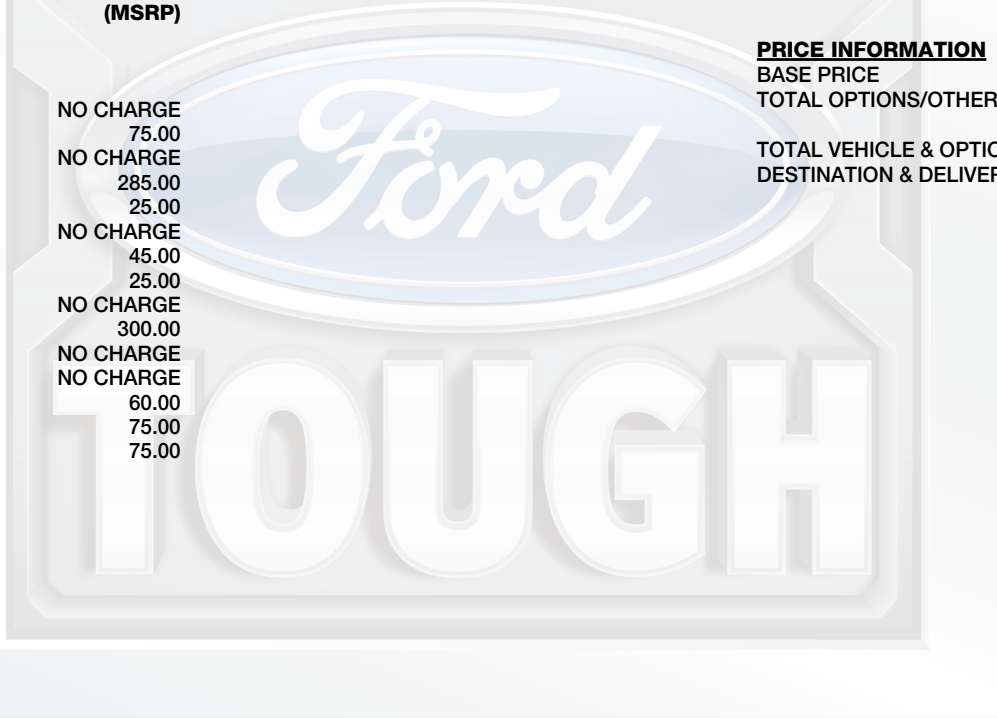 (MSRP)
NO CHARGE
75.00
NO CHARGE
285.00
25.00
NO CHARGE
45.00
25.00
NO CHARGE
300.00
NO CHARGE
NO CHARGE
60.00
75.00
75.00
PRICE INFORMATION
BASE PRICE
TOTAL OPTIONS/OTHER
TOTAL VEHICLE & OPTIO
DESTINATION & DELIVER
Ford
TOUGH